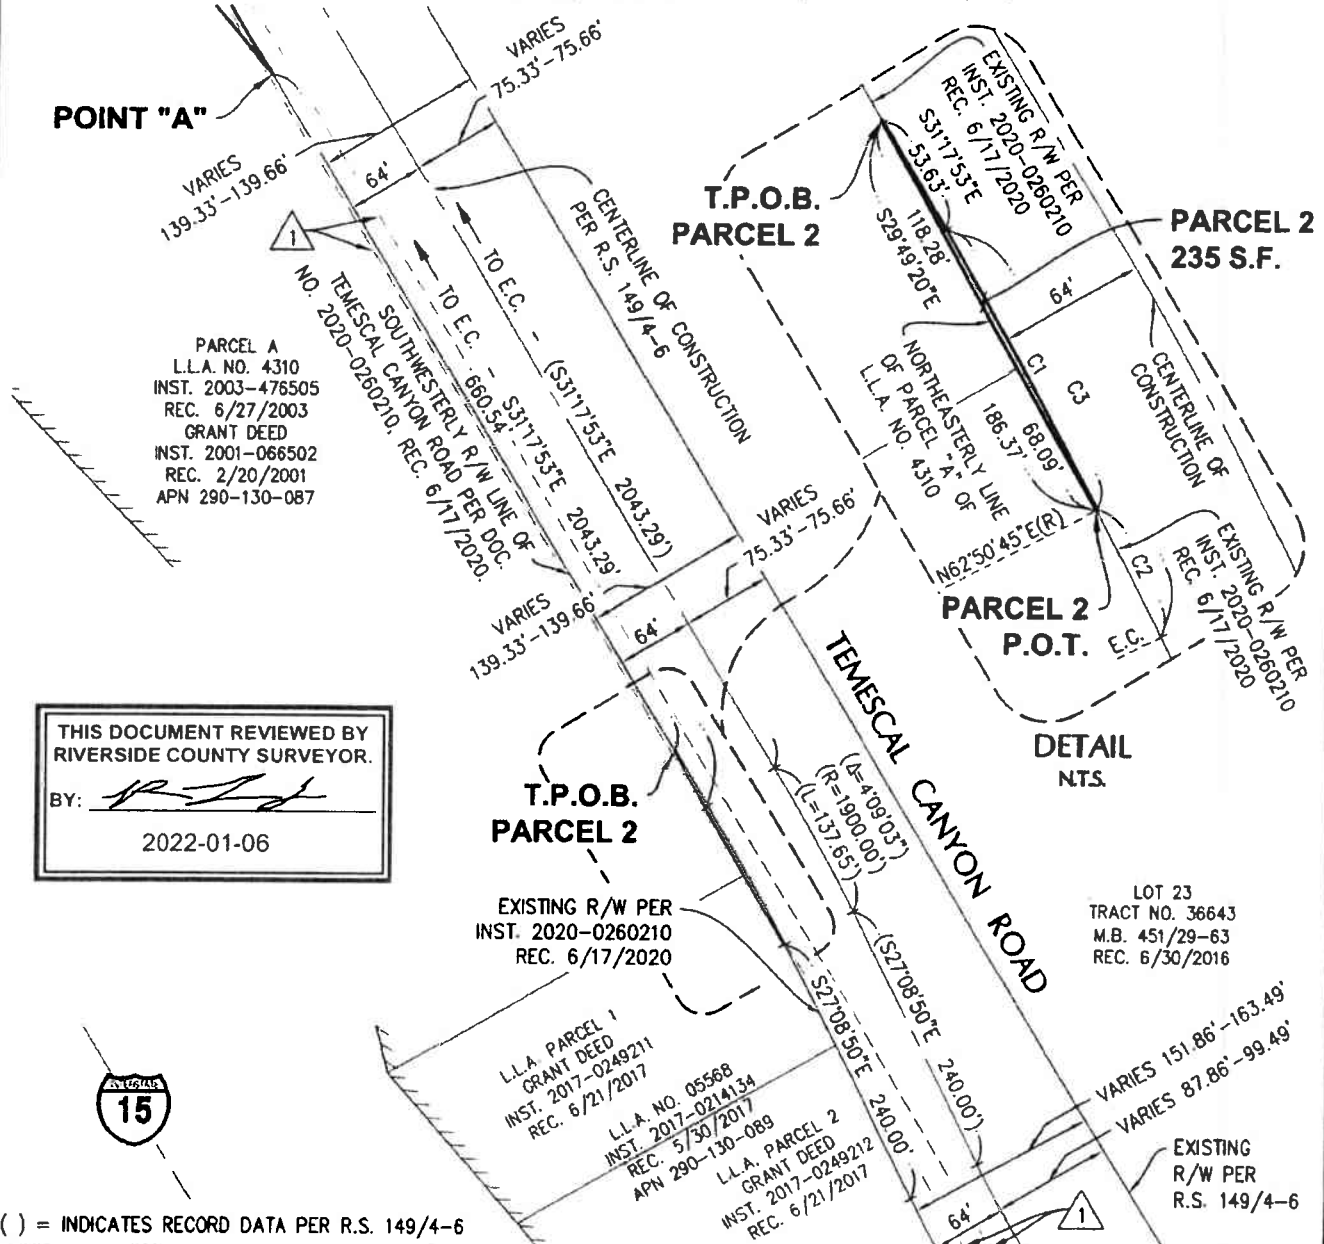 VARIES
75.33'-75.66'
POINT "A"
VARIES
139.33'-139.66'
64'
1
CENTERLINE OF CONSTRUCTION
PER R.S. 149/4-6
TO E.C. - (S31°17'53"E 2043.29')
TO E.C. - 660.54 - S31°17'53"E 2043.29'
SOUTHWESTERLY R/W LINE OF
TEMESCAL CANYON ROAD PER DOC.
NO. 2020-0260210, REC. 6/17/2020.
PARCEL A
L.L.A. NO. 4310
INST. 2003-476505
REC. 6/27/2003
GRANT DEED
INST. 2001-066502
REC. 2/20/2001
APN 290-130-087
EXISTING R/W PER
INST. 2020-0260210
REC. 6/17/2020
S31°17'53"E
53.63'
T.P.O.B.
PARCEL 2
118.28'
S29°49'20"E
PARCEL 2
235 S.F.
64'
C1
C3
68.09'
186.37'
NORTHEASTERLY LINE
OF PARCEL "A" OF
L.L.A. NO. 4310
CENTERLINE OF
CONSTRUCTION
N62°50'45"E(R)
C2
EXISTING R/W PER
INST. 2020-0260210
REC. 6/17/2020
PARCEL 2
P.O.T.
E.C.
DETAIL
N.T.S.
VARIES
75.33'-75.66'
VARIES
139.33'-139.66'
64'
THIS DOCUMENT REVIEWED BY
RIVERSIDE COUNTY SURVEYOR.
BY:
2022-01-06
T.P.O.B.
PARCEL 2
TEMESCAL CANYON ROAD
(Δ=4°09'03")
(R=1900.00')
(L=137.65')
EXISTING R/W PER
INST. 2020-0260210
REC. 6/17/2020
LOT 23
TRACT NO. 36643
M.B. 451/29-63
REC. 6/30/2016
(S27°08'50"E 240.00')
S27°08'50"E 240.00'
L.L.A. PARCEL 1
GRANT DEED
INST. 2017-0249211
REC. 6/21/2017
L.L.A. NO. 05568
INST. 2017-0214134
REC. 5/30/2017
APN 290-130-089
L.L.A. PARCEL 2
GRANT DEED
INST. 2017-0249212
REC. 6/21/2017
VARIES 151.86'-163.49'
VARIES 87.86'-99.49'
EXISTING
R/W PER
R.S. 149/4-6
64'
1
INTERSTATE
15
( ) = INDICATES RECORD DATA PER R.S. 149/4-6